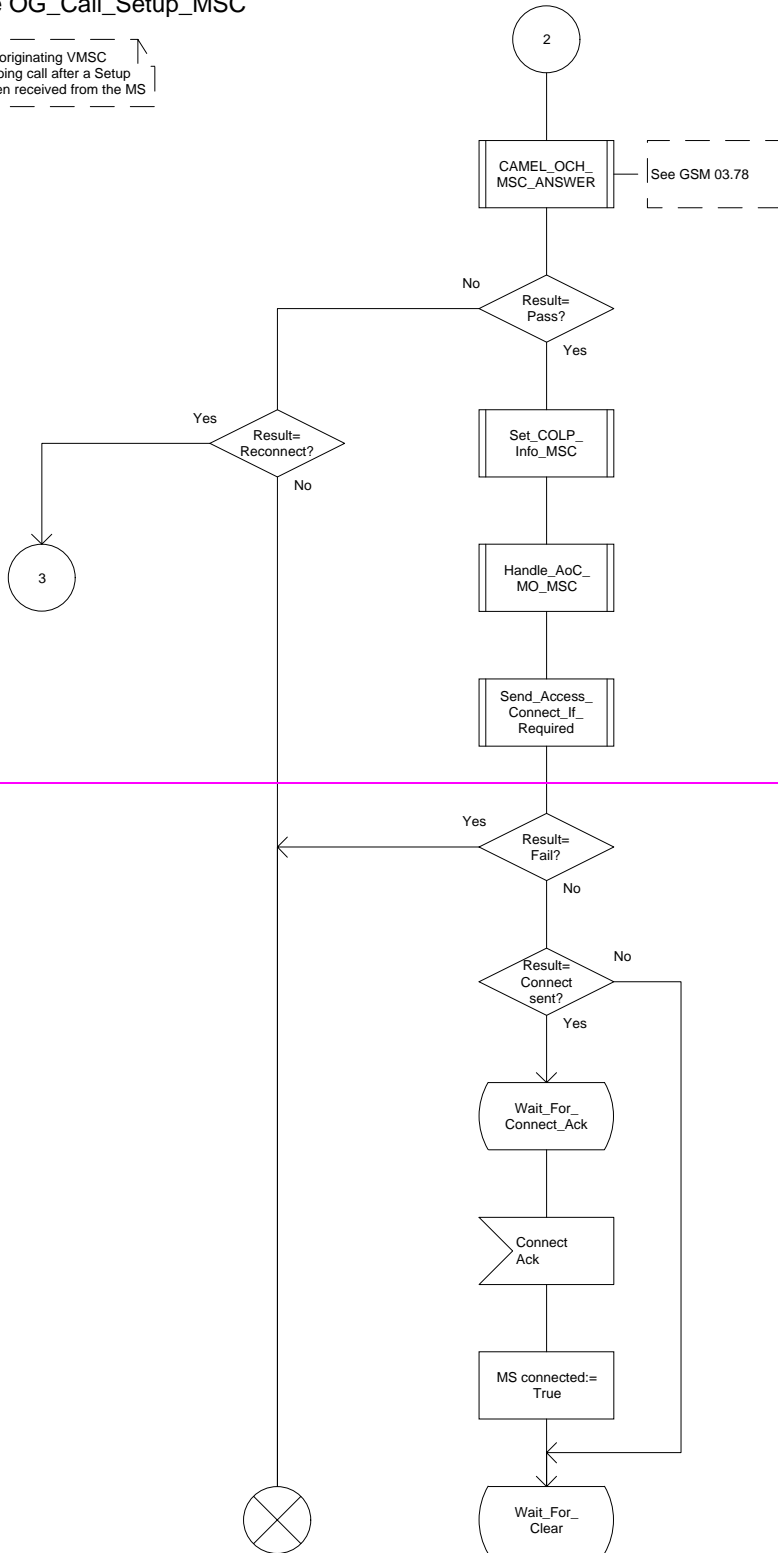 OG_Call_Setup_MSC
originating VMSC
call after a Setup
received from the MS
2
CAMEL_OCH_
MSC_ANSWER
See GSM 03.78
No
Result=
Pass?
Yes
Yes
Result=
Reconnect?
No
Set_COLP_
Info_MSC
3
Handle_AoC_
MO_MSC
Send_Access_
Connect_If_
Required
Yes
Result=
Fail?
No
Result=
Connect
sent?
No
Yes
Wait_For_
Connect_Ack
Connect
Ack
MS connected:=
True
Wait_For_
Clear